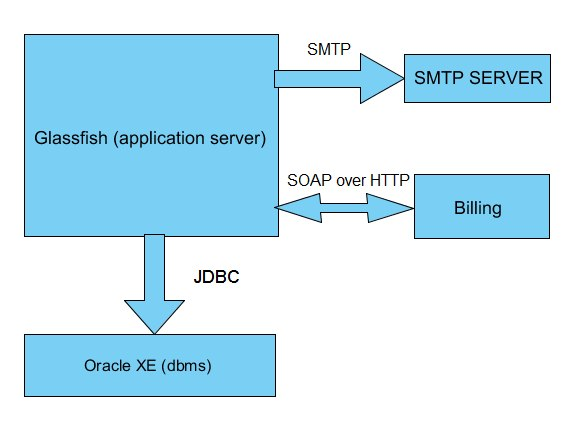 SMTP
SMTP SERVER
Glassfish (application server)
SOAP over HTTP
Billing
JDBC
Oracle XE (dbms)